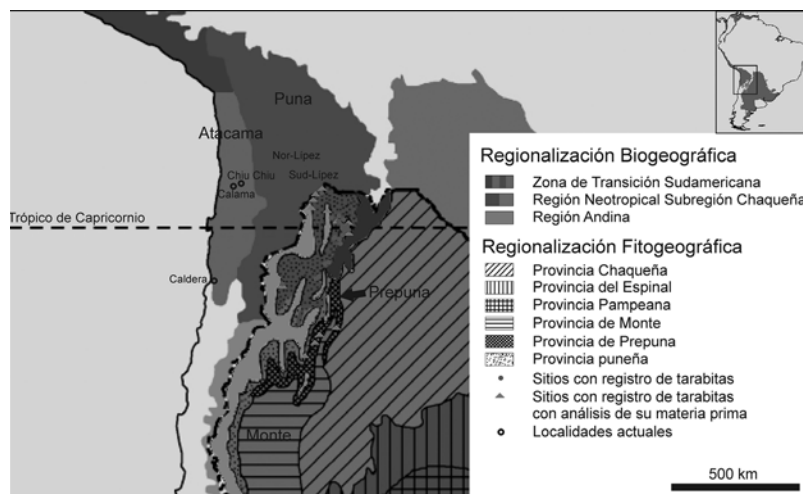 Puna
Atacama
Nor-Lípez
Chiu Chiu
Sud-Lípez
Calama
Trópico de Capricornio
Caldera
Prepuna
Monte
Regionalización Biogeográfica
Zona de Transición Sudamericana
Región Neotropical Subregión Chaqueña
Región Andina
Regionalización Fitogeográfica
Provincia Chaqueña
Provincia del Espinal
Provincia Pampeana
Provincia de Monte
Provincia de Prepuna
Provincia puneña
Sitios con registro de tarabitas
Sitios con registro de tarabitas
con análisis de su materia prima
Localidades actuales
500 km